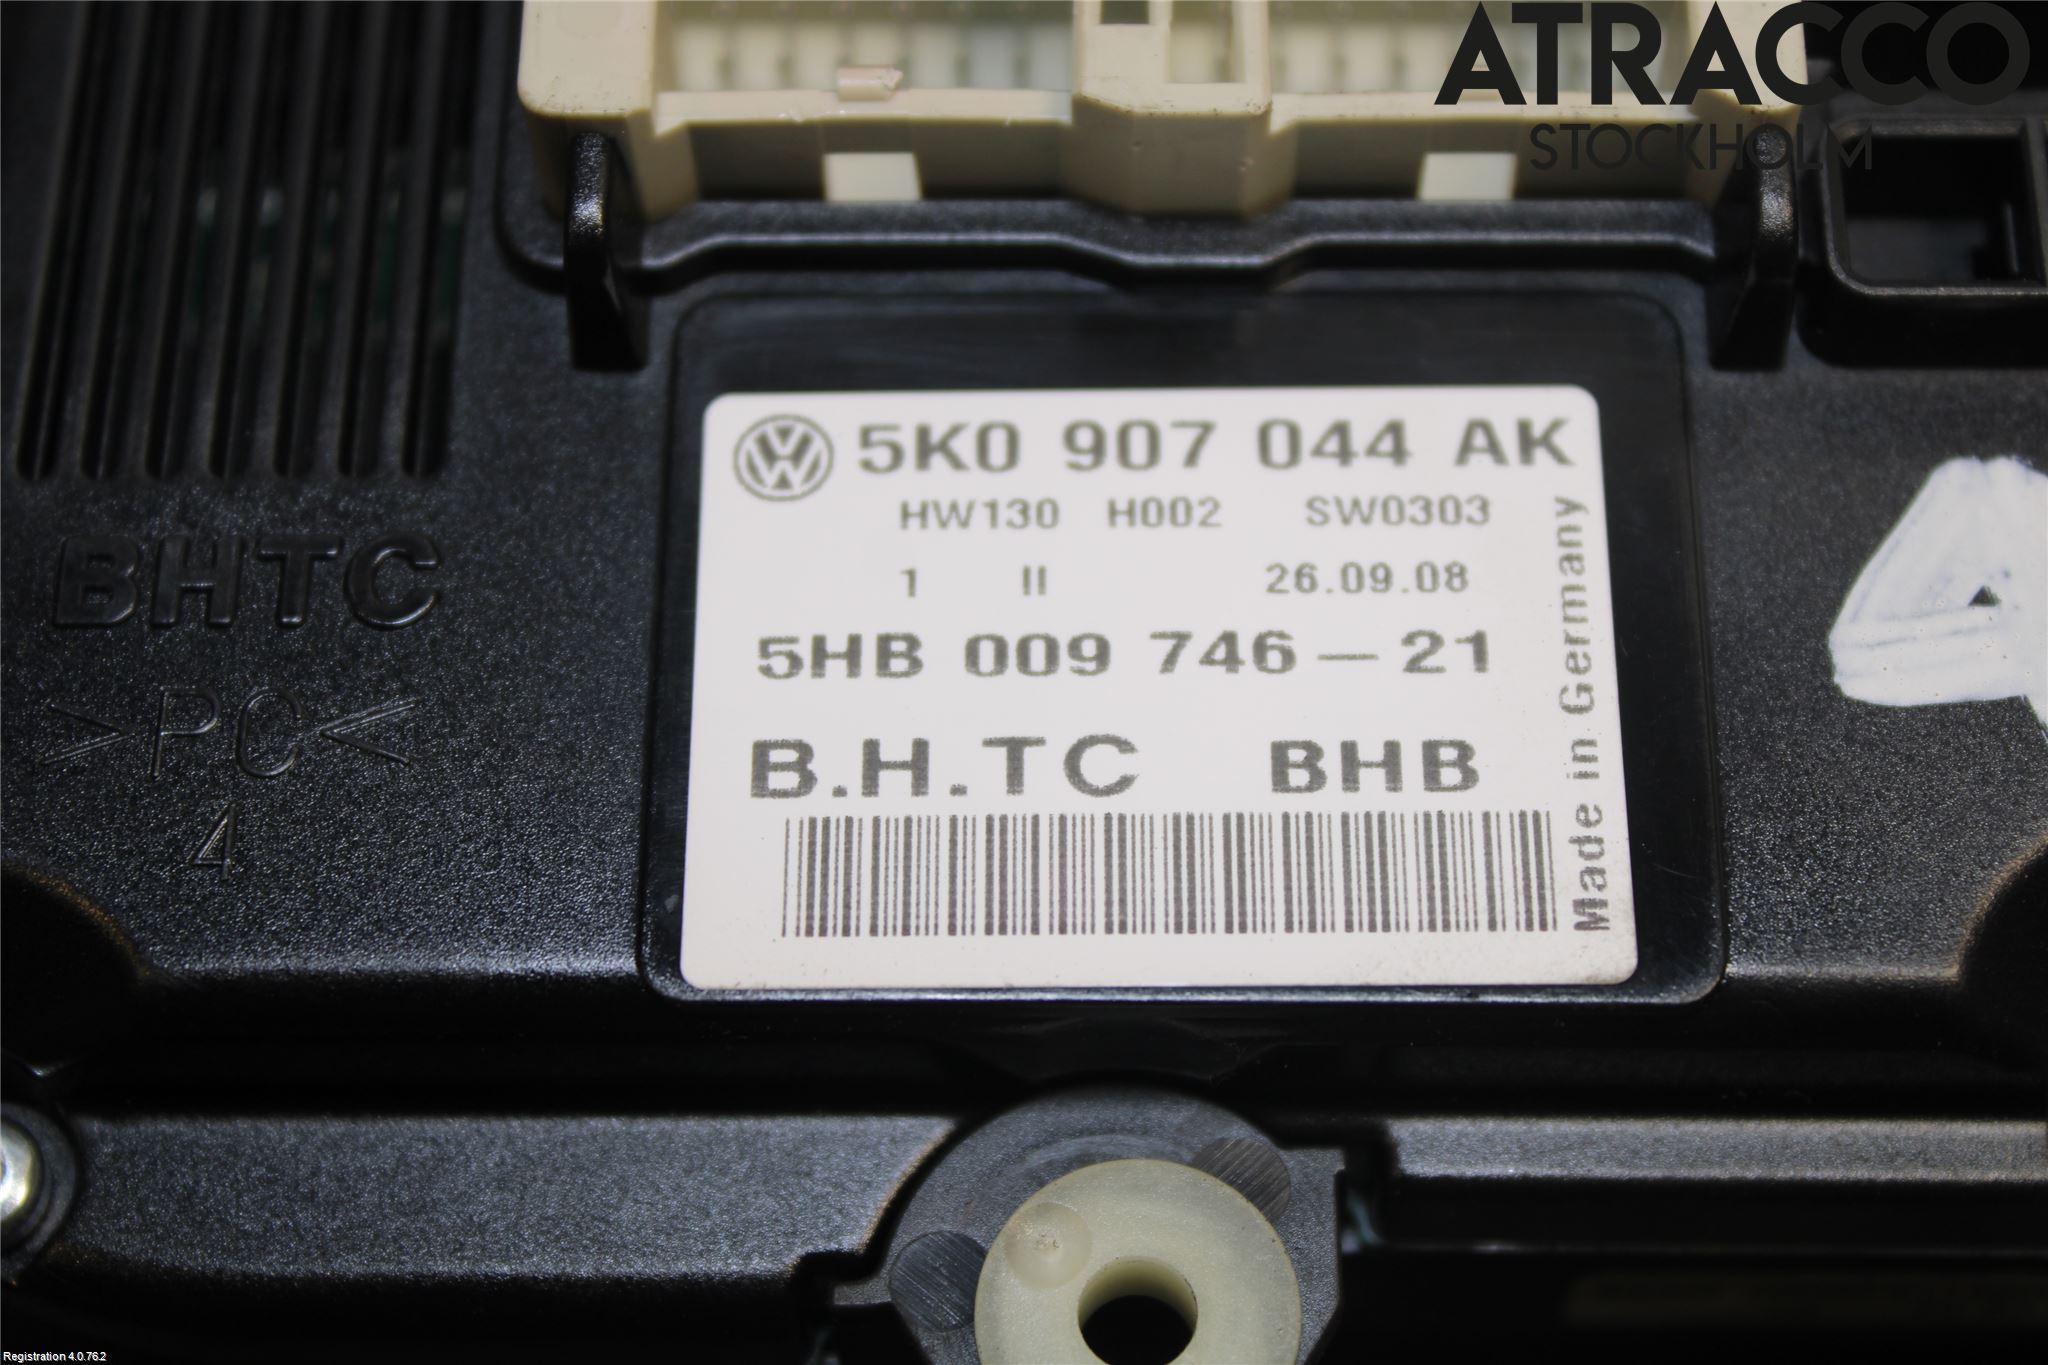 ATRACCO
STOCKHOLM
5K0 907 044 AK
HW130 H002 SW0303
1 II 26.09.08
5HB 009 746-21
B.H.TC BHB
Made in Germany
BHTC
>PC<
4
4
Registration 4.0.76.2